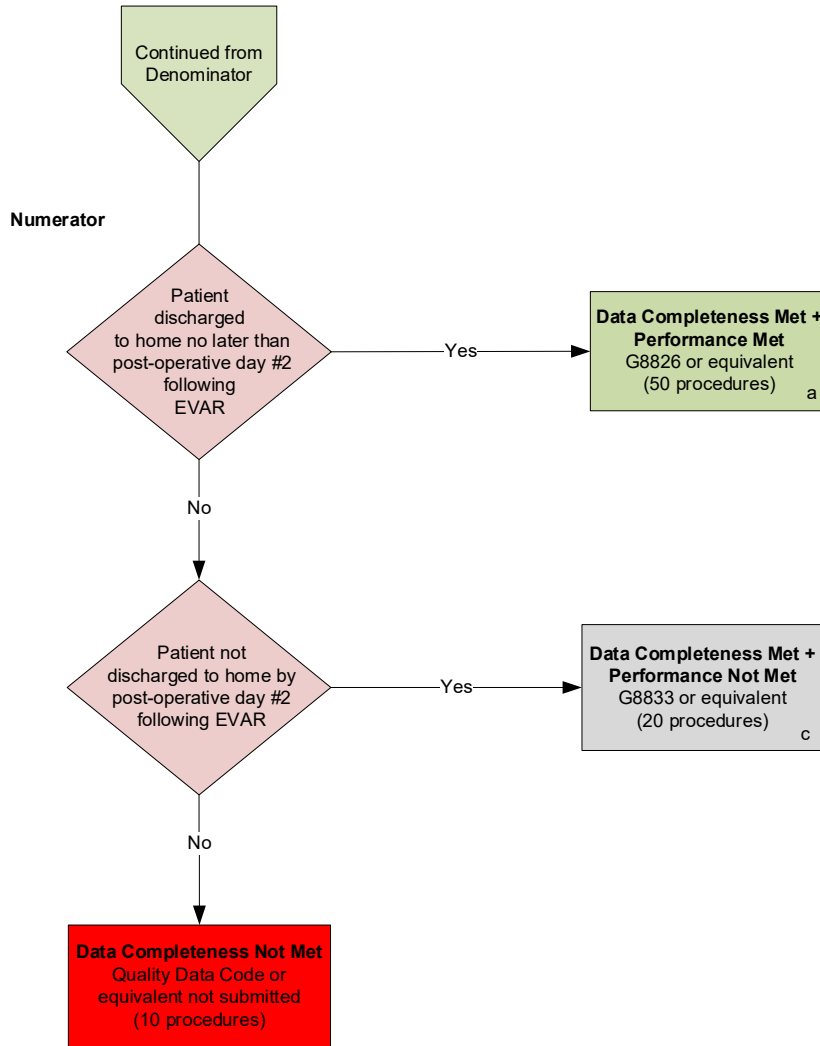 Continued from
Denominator
Numerator
Patient
discharged
to home no later than
post-operative day #2
following
EVAR
Yes
Data Completeness Met +
Performance Met
G8826 or equivalent
(50 procedures)
a
No
Patient not
discharged to home by
post-operative day #2
following EVAR
Yes
Data Completeness Met +
Performance Not Met
G8833 or equivalent
(20 procedures)
c
No
Data Completeness Not Met
Quality Data Code or
equivalent not submitted
(10 procedures)